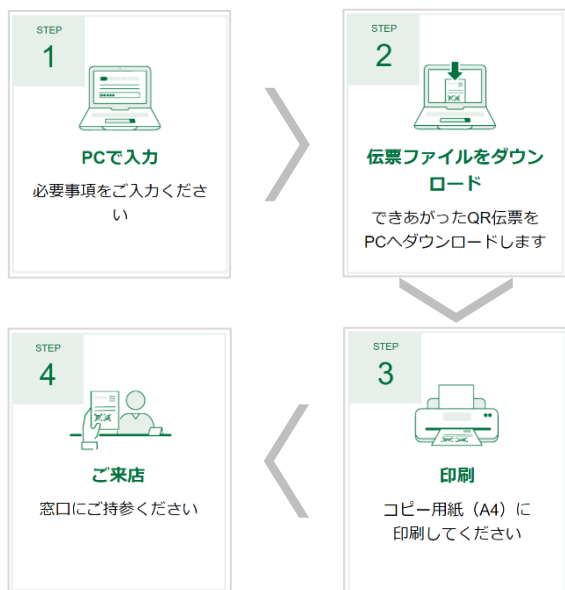 STEP
1
PCで入力
必要事項をご入力くださ
い
STEP
2
伝票ファイルをダウン
ロード
できあがったQR伝票を
PCへダウンロードします
STEP
3
印刷
コピー用紙（A4）に
印刷してください
STEP
4
ご来店
窓口にご持参ください